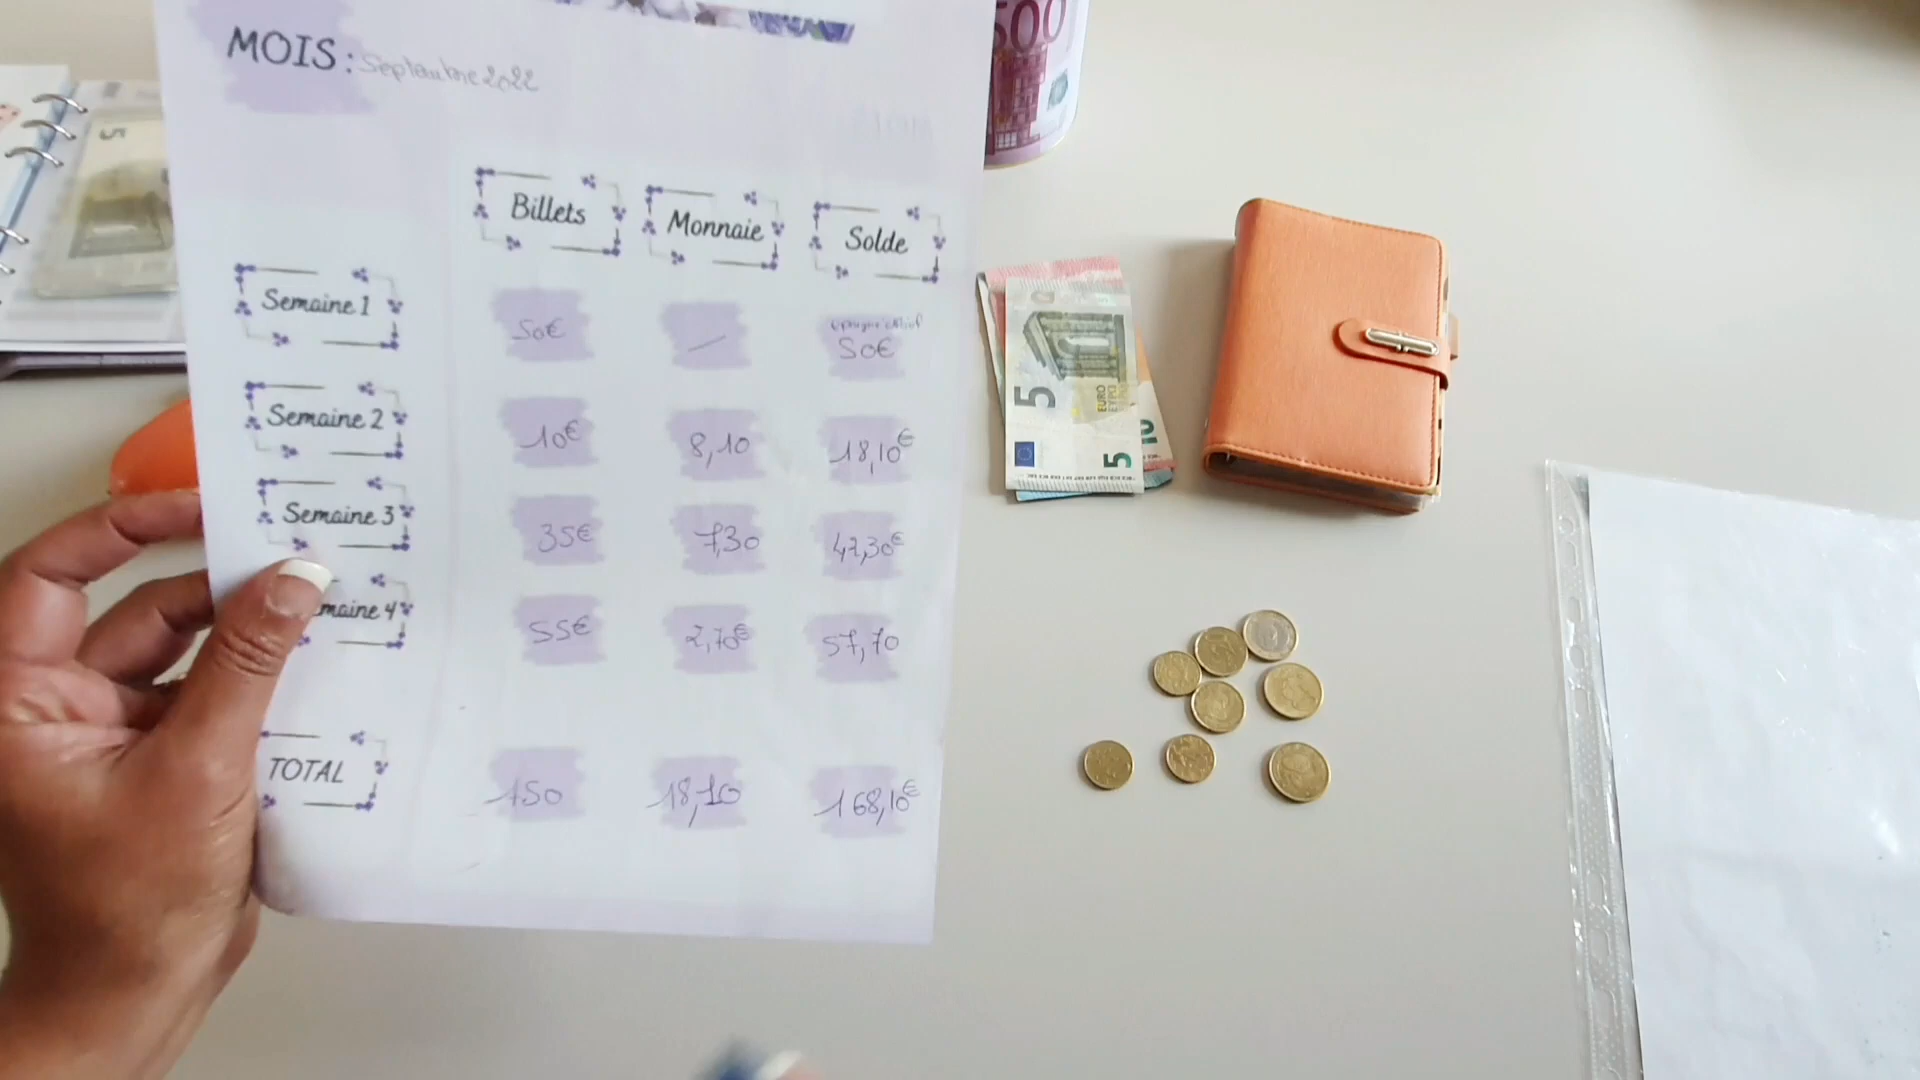 MOIS : Septembre 2022
Billets Monnaie Solde
Semaine 1 50€ / 50€
Semaine 2 10€ 8,10 18,10€
Semaine 3 35€ 7,30 42,30€
maine 4 55€ 2,70€ 57,70
TOTAL 150 18,10 168,10€
500
5
5
EURO
5
10